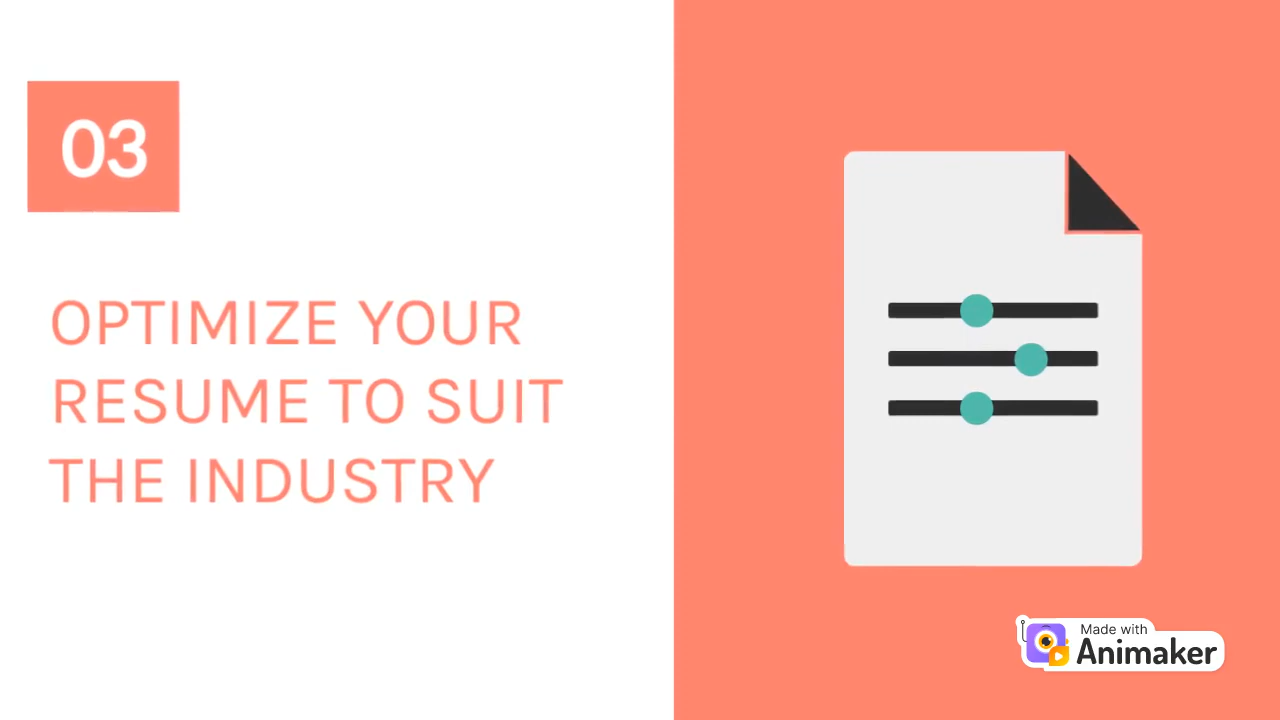 03
OPTIMIZE YOUR
RESUME TO SUIT
THE INDUSTRY
Made with
Animaker